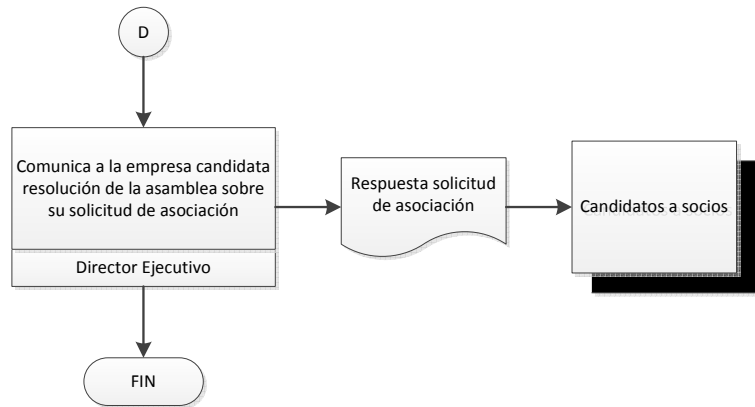 D
Comunica a la empresa candidata
resolución de la asamblea sobre
su solicitud de asociación
Director Ejecutivo
Respuesta solicitud
de asociación
Candidatos a socios
FIN